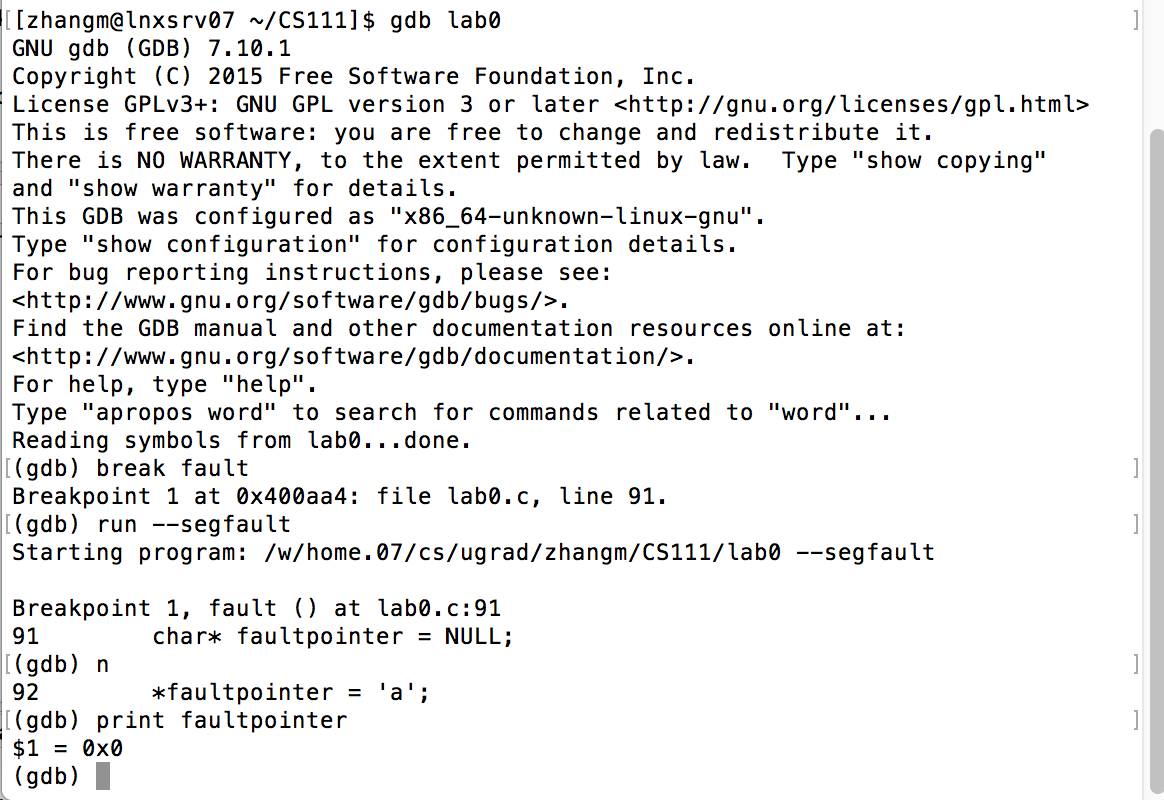 [[zhangm@lnxsrv07 ~/CS111]$ gdb lab0 ]
GNU gdb (GDB) 7.10.1
Copyright (C) 2015 Free Software Foundation, Inc.
License GPLv3+: GNU GPL version 3 or later <http://gnu.org/licenses/gpl.html>
This is free software: you are free to change and redistribute it.
There is NO WARRANTY, to the extent permitted by law.  Type "show copying"
and "show warranty" for details.
This GDB was configured as "x86_64-unknown-linux-gnu".
Type "show configuration" for configuration details.
For bug reporting instructions, please see:
<http://www.gnu.org/software/gdb/bugs/>.
Find the GDB manual and other documentation resources online at:
<http://www.gnu.org/software/gdb/documentation/>.
For help, type "help".
Type "apropos word" to search for commands related to "word"...
Reading symbols from lab0...done.
[(gdb) break fault ]
Breakpoint 1 at 0x400aa4: file lab0.c, line 91.
[(gdb) run --segfault ]
Starting program: /w/home.07/cs/ugrad/zhangm/CS111/lab0 --segfault

Breakpoint 1, fault () at lab0.c:91
91        char* faultpointer = NULL;
[(gdb) n ]
92        *faultpointer = 'a';
[(gdb) print faultpointer ]
$1 = 0x0
(gdb)